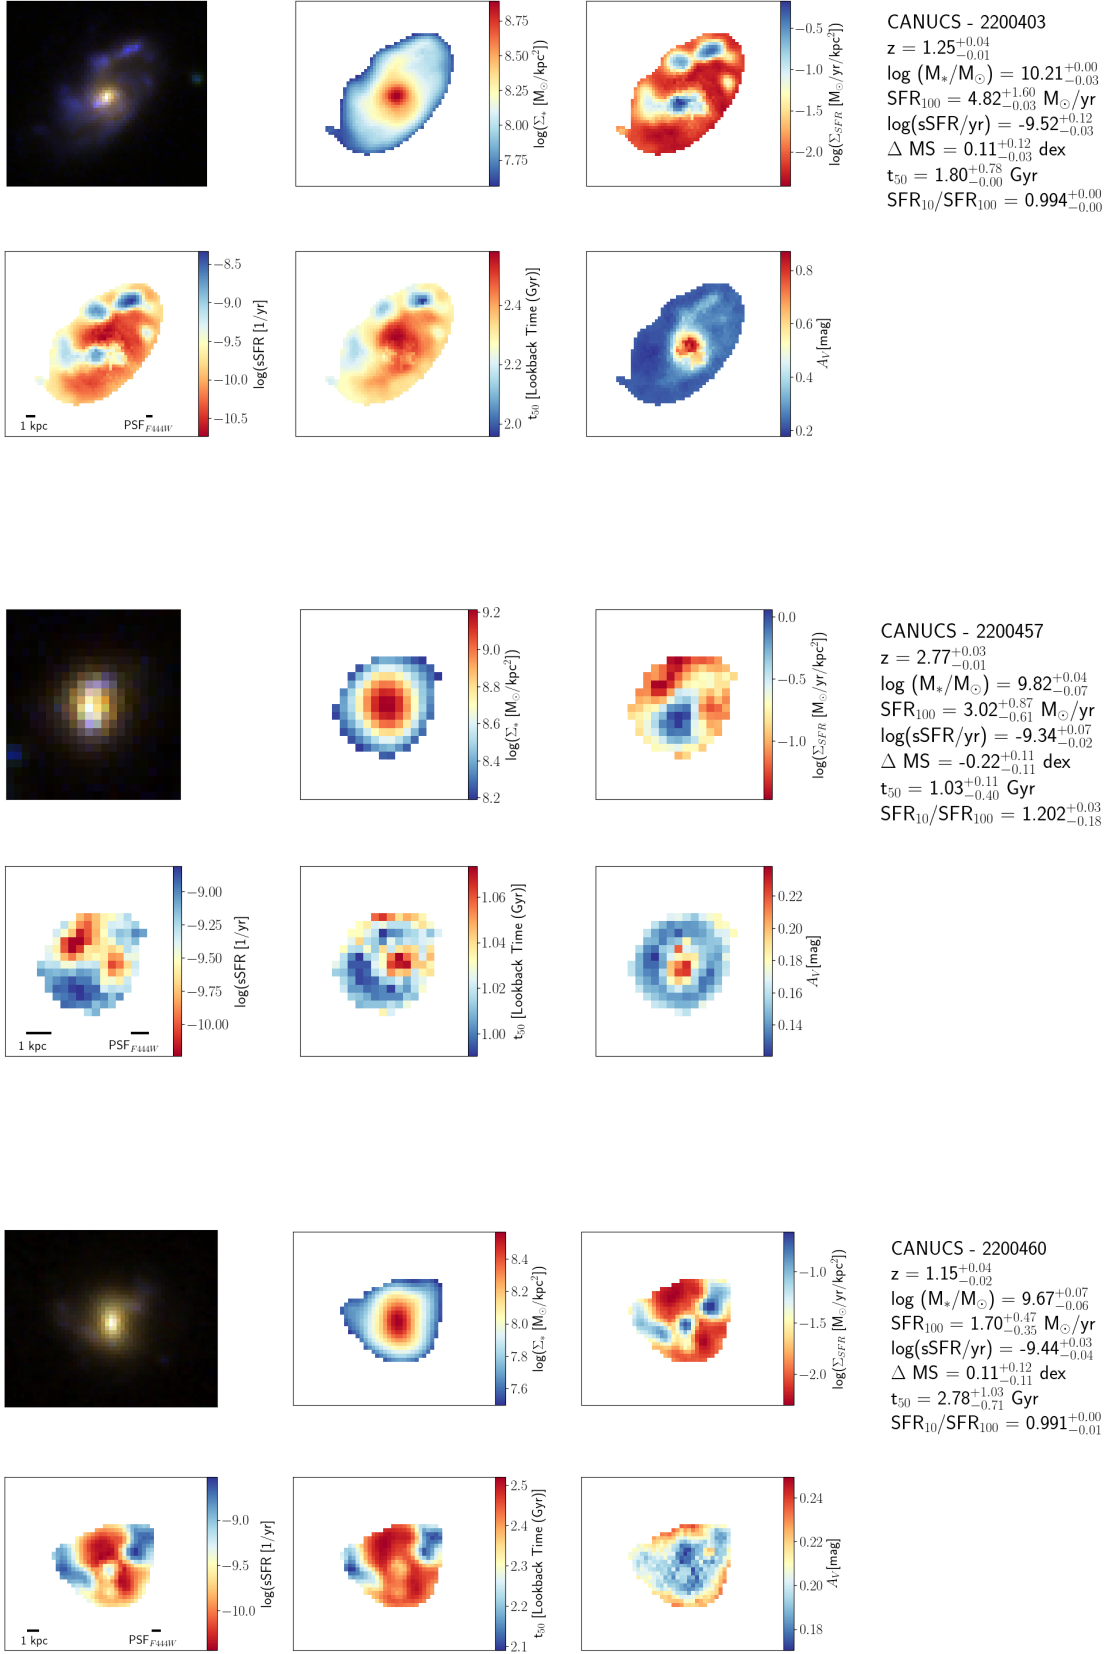 8.75
8.50
8.25
8.00
7.75
log(Σ* [M⊙/kpc²])
−0.5
−1.0
−1.5
−2.0
log(Σ_SFR [M⊙/yr/kpc²])
CANUCS - 2200403
z = 1.25^{+0.04}_{−0.01}
log (M*/M⊙) = 10.21^{+0.00}_{−0.03}
SFR₁₀₀ = 4.82^{+1.60}_{−0.03} M⊙/yr
log(sSFR/yr) = -9.52^{+0.12}_{−0.03}
Δ MS = 0.11^{+0.12}_{−0.03} dex
t₅₀ = 1.80^{+0.78}_{−0.00} Gyr
SFR₁₀/SFR₁₀₀ = 0.994^{+0.00}_{−0.00}
−8.5
−9.0
−9.5
−10.0
−10.5
log(sSFR [1/yr]
1 kpc
PSF_F444W
2.4
2.2
2.0
t₅₀ [Lookback Time (Gyr)]
0.8
0.6
0.4
0.2
A_V[mag]
9.2
9.0
8.8
8.6
8.4
8.2
log(Σ* [M⊙/kpc²])
0.0
−0.5
−1.0
log(Σ_SFR [M⊙/yr/kpc²])
CANUCS - 2200457
z = 2.77^{+0.03}_{−0.01}
log (M*/M⊙) = 9.82^{+0.04}_{−0.07}
SFR₁₀₀ = 3.02^{+0.87}_{−0.61} M⊙/yr
log(sSFR/yr) = -9.34^{+0.07}_{−0.02}
Δ MS = -0.22^{+0.11}_{−0.11} dex
t₅₀ = 1.03^{+0.11}_{−0.40} Gyr
SFR₁₀/SFR₁₀₀ = 1.202^{+0.03}_{−0.18}
−9.00
−9.25
−9.50
−9.75
−10.00
log(sSFR [1/yr]
1 kpc
PSF_F444W
1.06
1.04
1.02
1.00
t₅₀ [Lookback Time (Gyr)]
0.22
0.20
0.18
0.16
0.14
A_V[mag]
8.4
8.2
8.0
7.8
7.6
log(Σ* [M⊙/kpc²])
−1.0
−1.5
−2.0
log(Σ_SFR [M⊙/yr/kpc²])
CANUCS - 2200460
z = 1.15^{+0.04}_{−0.02}
log (M*/M⊙) = 9.67^{+0.07}_{−0.06}
SFR₁₀₀ = 1.70^{+0.47}_{−0.35} M⊙/yr
log(sSFR/yr) = -9.44^{+0.03}_{−0.04}
Δ MS = 0.11^{+0.12}_{−0.11} dex
t₅₀ = 2.78^{+1.03}_{−0.71} Gyr
SFR₁₀/SFR₁₀₀ = 0.991^{+0.00}_{−0.01}
−9.0
−9.5
−10.0
log(sSFR [1/yr]
1 kpc
PSF_F444W
2.5
2.4
2.3
2.2
2.1
t₅₀ [Lookback Time (Gyr)]
0.24
0.22
0.20
0.18
A_V[mag]